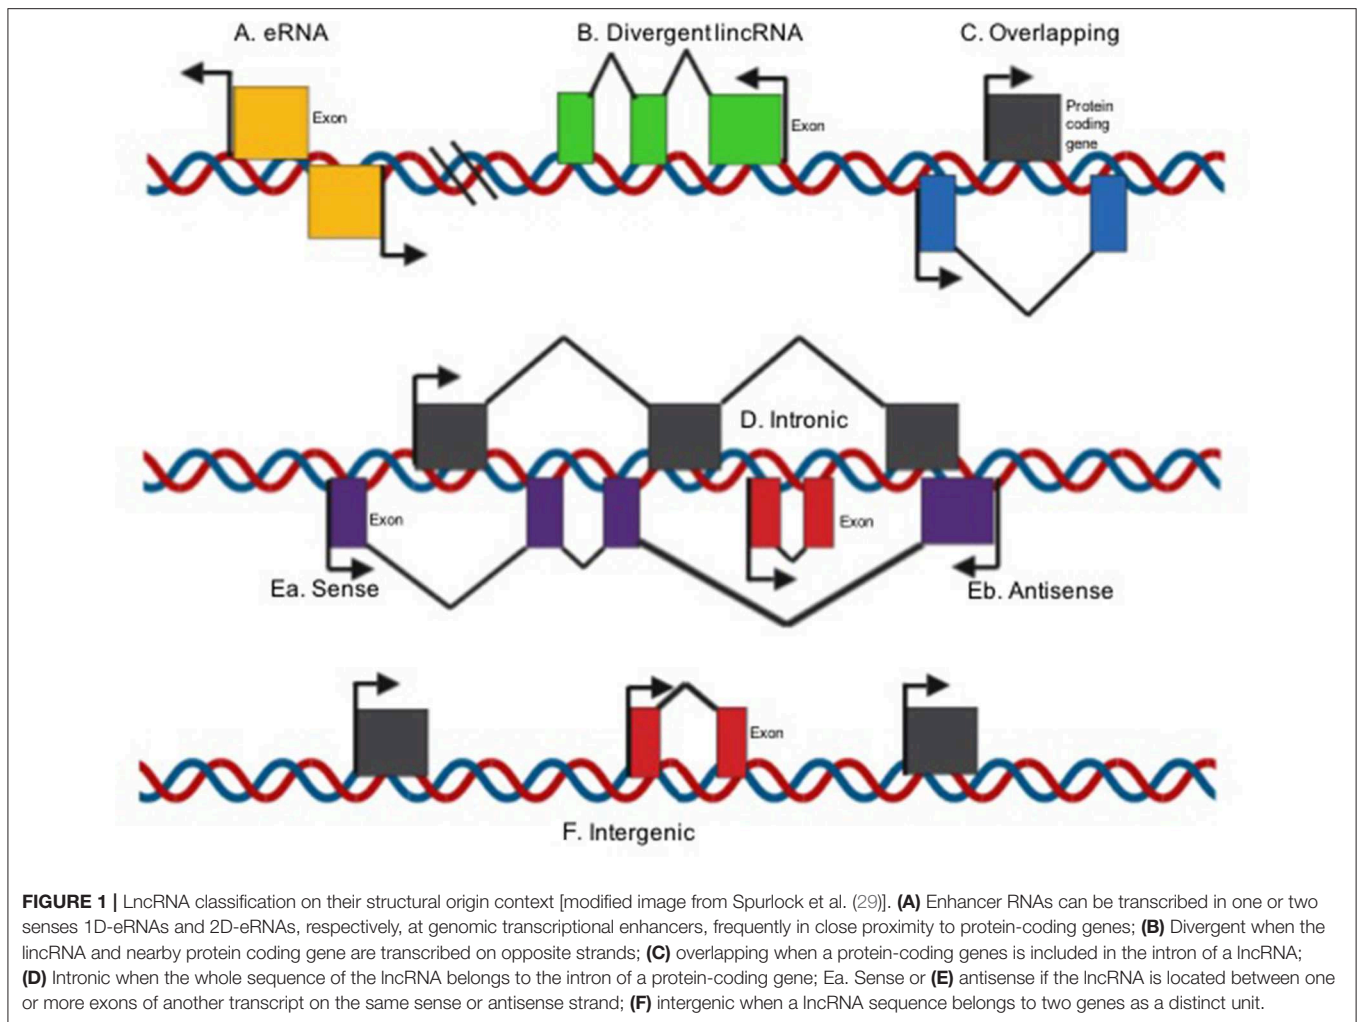 A. eRNA
B. DivergentlincRNA
C. Overlapping
Exon
Exon
Protein
coding
gene
D. Intronic
Exon
Exon
Ea. Sense
Eb. Antisense
Exon
F. Intergenic
FIGURE 1 | LncRNA classification on their structural origin context [modified image from Spurlock et al. (29)]. (A) Enhancer RNAs can be transcribed in one or two
senses 1D-eRNAs and 2D-eRNAs, respectively, at genomic transcriptional enhancers, frequently in close proximity to protein-coding genes; (B) Divergent when the
lincRNA and nearby protein coding gene are transcribed on opposite strands; (C) overlapping when a protein-coding genes is included in the intron of a lncRNA;
(D) Intronic when the whole sequence of the lncRNA belongs to the intron of a protein-coding gene; Ea. Sense or (E) antisense if the lncRNA is located between one
or more exons of another transcript on the same sense or antisense strand; (F) intergenic when a lncRNA sequence belongs to two genes as a distinct unit.